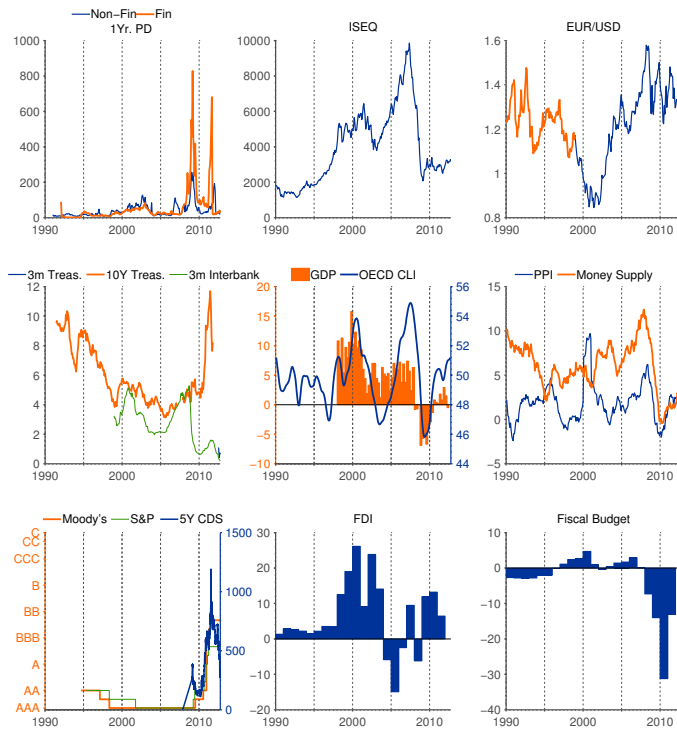 Non−Fin Fin
1Yr. PD
1000
800
600
400
200
0
1990 2000 2010
ISEQ
10000
8000
6000
4000
2000
0
1990 2000 2010
EUR/USD
1.6
1.4
1.2
1
0.8
1990 2000 2010
3m Treas. 10Y Treas. 3m Interbank
12
10
8
6
4
2
0
1990 2000 2010
GDP OECD CLI
20 56
15 54
10 52
5 50
0 48
−5 46
−10 44
1990 2000 2010
PPI Money Supply
15
10
5
0
−5
1990 2000 2010
Moody's S&P 5Y CDS
C 1500
CC
CCC
B 1000
BB
BBB
A 500
AA
AAA 0
1990 2000 2010
FDI
30
20
10
0
−10
−20
1990 2000 2010
Fiscal Budget
10
0
−10
−20
−30
−40
1990 2000 2010